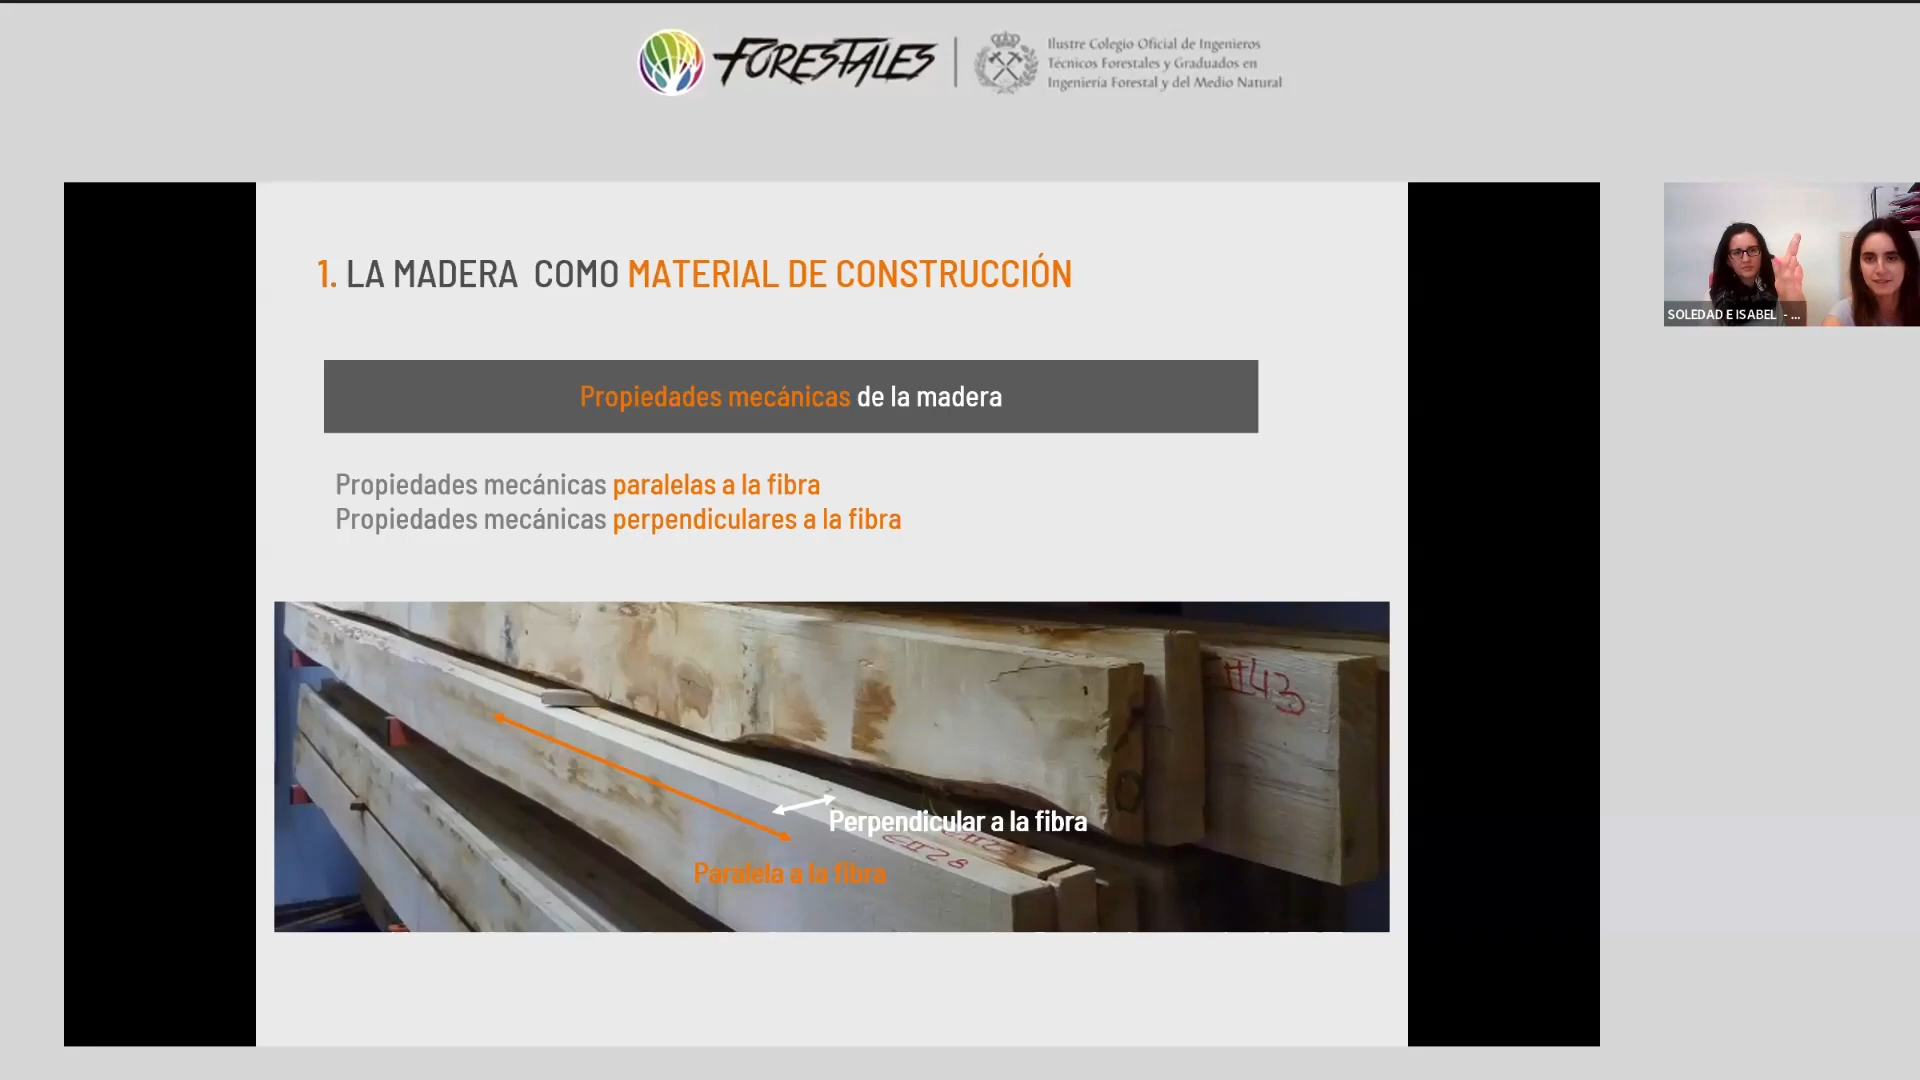 FORESTALES
Ilustre Colegio Oficial de Ingenieros
Técnicos Forestales y Graduados en
Ingeniería Forestal y del Medio Natural
1. LA MADERA COMO MATERIAL DE CONSTRUCCIÓN
SOLEDAD E ISABEL - ...
Propiedades mecánicas de la madera
Propiedades mecánicas paralelas a la fibra
Propiedades mecánicas perpendiculares a la fibra
Perpendicular a la fibra
Paralela a la fibra